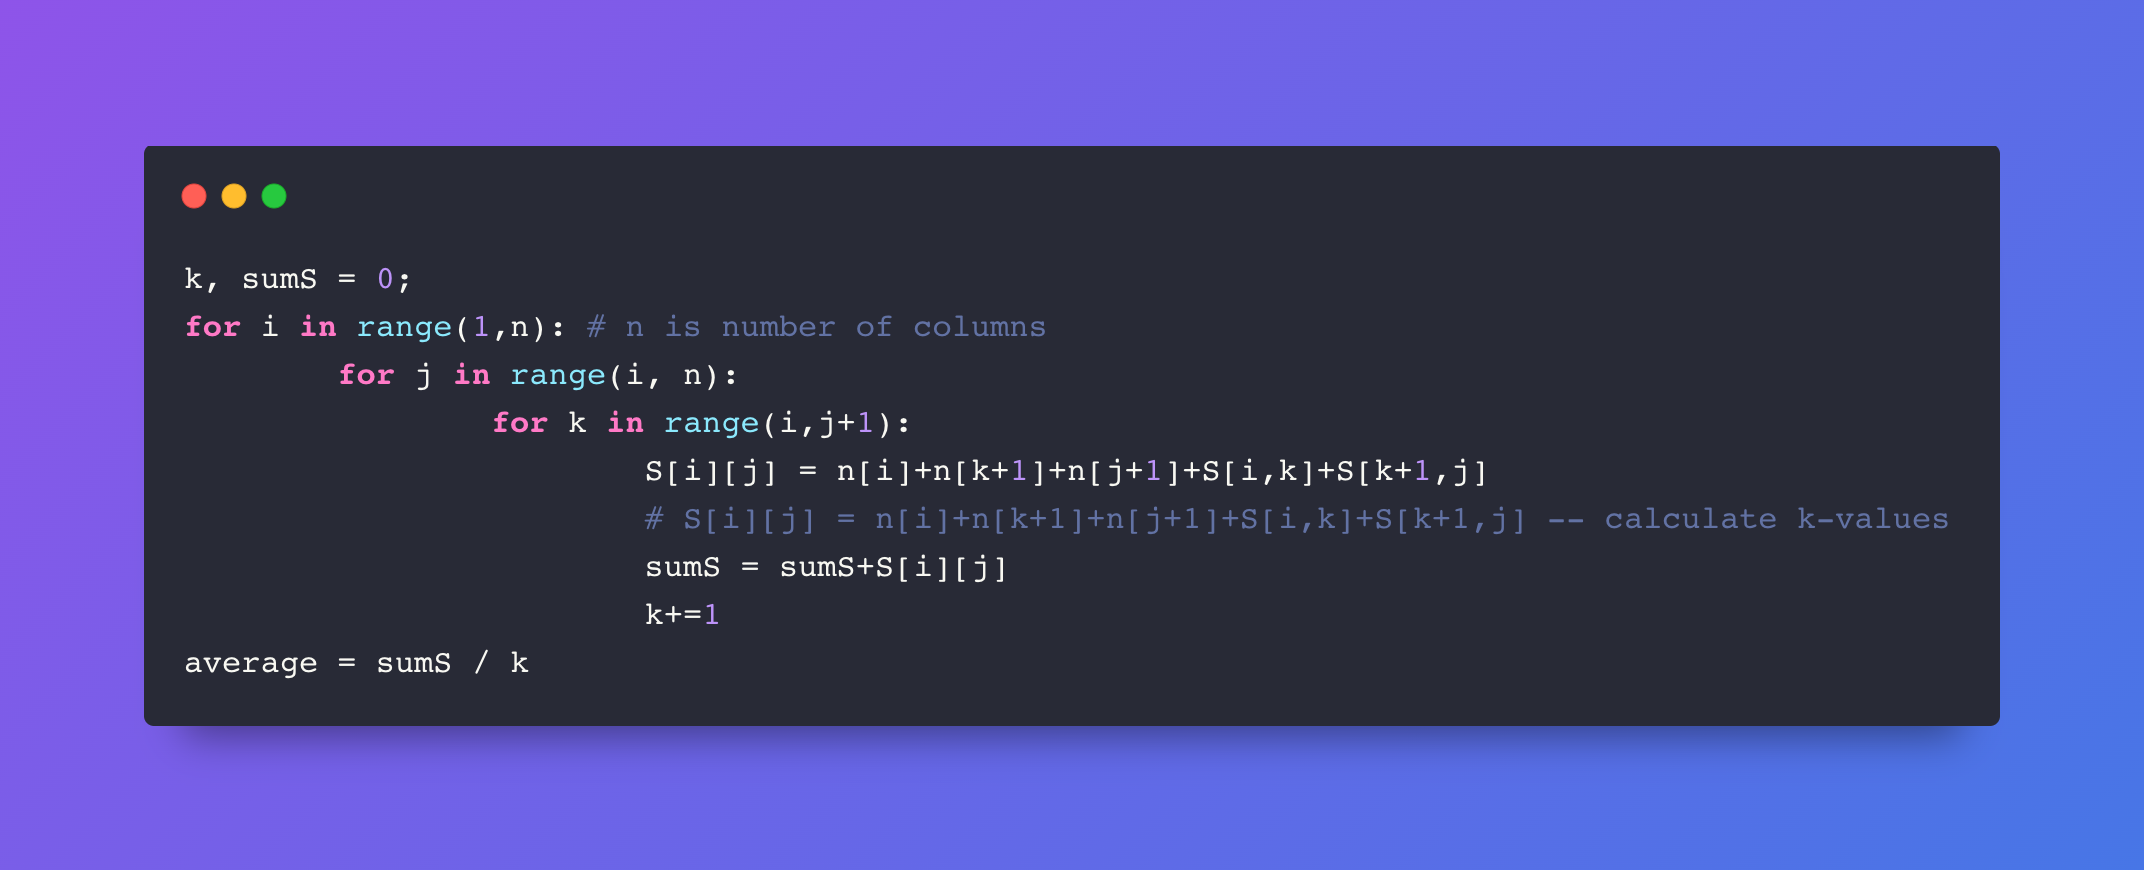 k, sumS = 0;
for i in range(1,n): # n is number of columns
        for j in range(i, n):
                for k in range(i,j+1):
                        S[i][j] = n[i]+n[k+1]+n[j+1]+S[i,k]+S[k+1,j]
                        # S[i][j] = n[i]+n[k+1]+n[j+1]+S[i,k]+S[k+1,j] -- calculate k-values
                        sumS = sumS+S[i][j]
                        k+=1
average = sumS / k